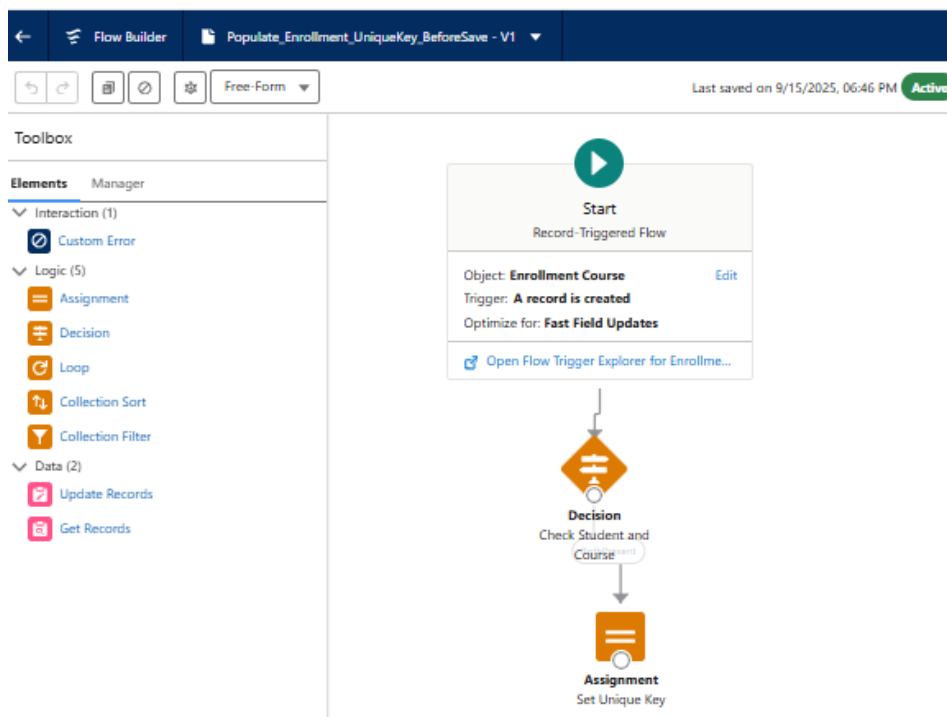 Flow Builder
Populate_Enrollment_UniqueKey_BeforeSave - V1
Free-Form
Last saved on 9/15/2025, 06:46 PM
Active
Toolbox
Elements
Manager
Interaction (1)
Custom Error
Logic (5)
Assignment
Decision
Loop
Collection Sort
Collection Filter
Data (2)
Update Records
Get Records
Start
Record-Triggered Flow
Object: Enrollment Course
Edit
Trigger: A record is created
Optimize for: Fast Field Updates
Open Flow Trigger Explorer for Enrollme...
Decision
Check Student and
Course
Assignment
Set Unique Key